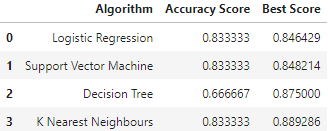 Algorithm Accuracy Score Best Score
0 Logistic Regression 0.833333 0.846429
1 Support Vector Machine 0.833333 0.848214
2 Decision Tree 0.666667 0.875000
3 K Nearest Neighbours 0.833333 0.889286